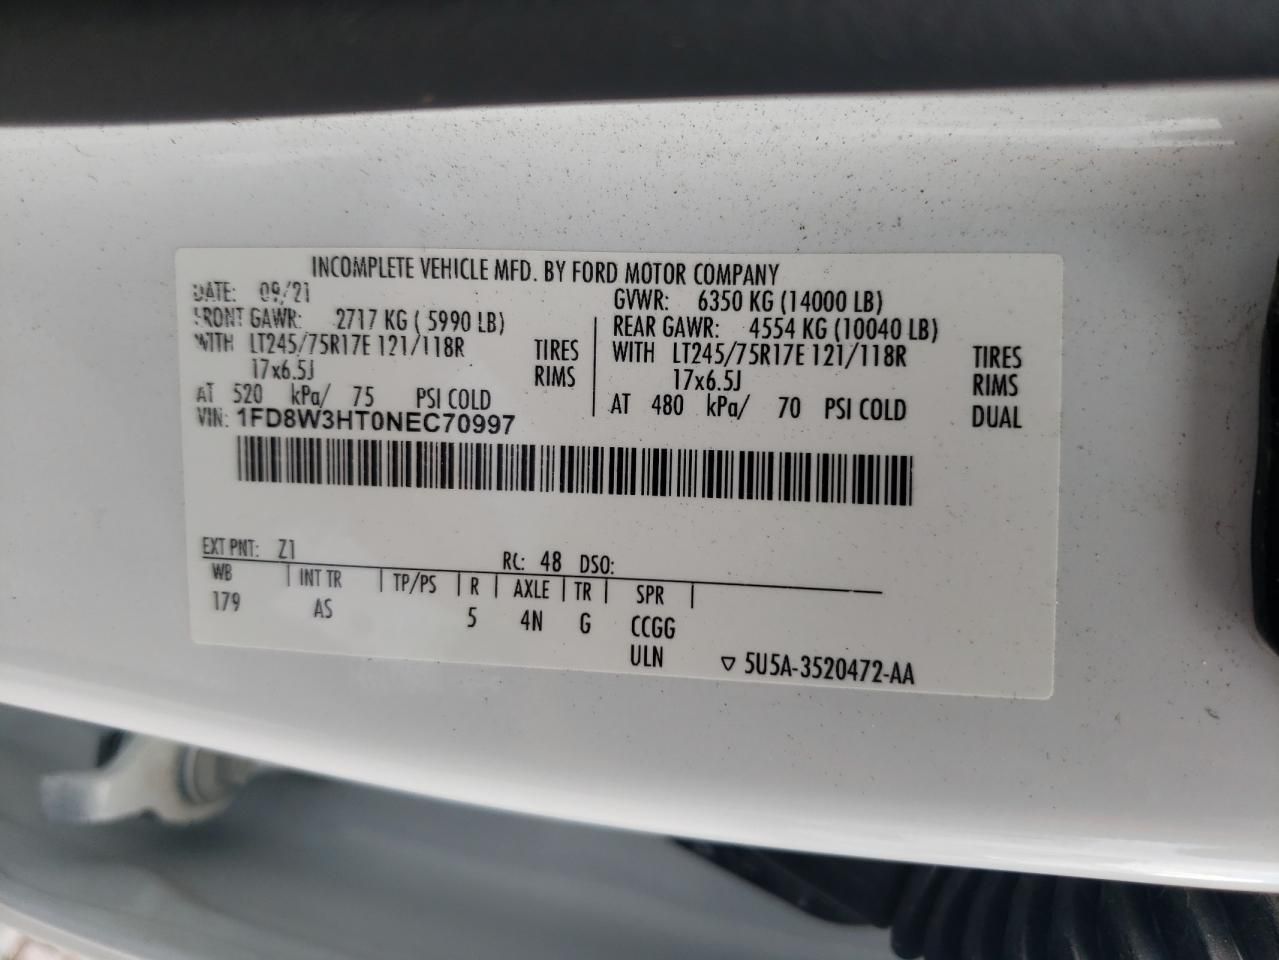 INCOMPLETE VEHICLE MFD. BY FORD MOTOR COMPANY
DATE: 09/21 GVWR: 6350 KG (14000 LB)
FRONT GAWR: 2717 KG ( 5990 LB) REAR GAWR: 4554 KG (10040 LB)
WITH LT245/75R17E 121/118R TIRES WITH LT245/75R17E 121/118R TIRES
17x6.5J RIMS 17x6.5J RIMS
AT 520 kPa/ 75 PSI COLD AT 480 kPa/ 70 PSI COLD DUAL
VIN: 1FD8W3HT0NEC70997
EXT PNT: Z1 RC: 48 DSO:
WB | INT TR | TP/PS | R | AXLE | TR | SPR |
179 AS 5 4N G CCGG
ULN ▽ 5U5A-3520472-AA